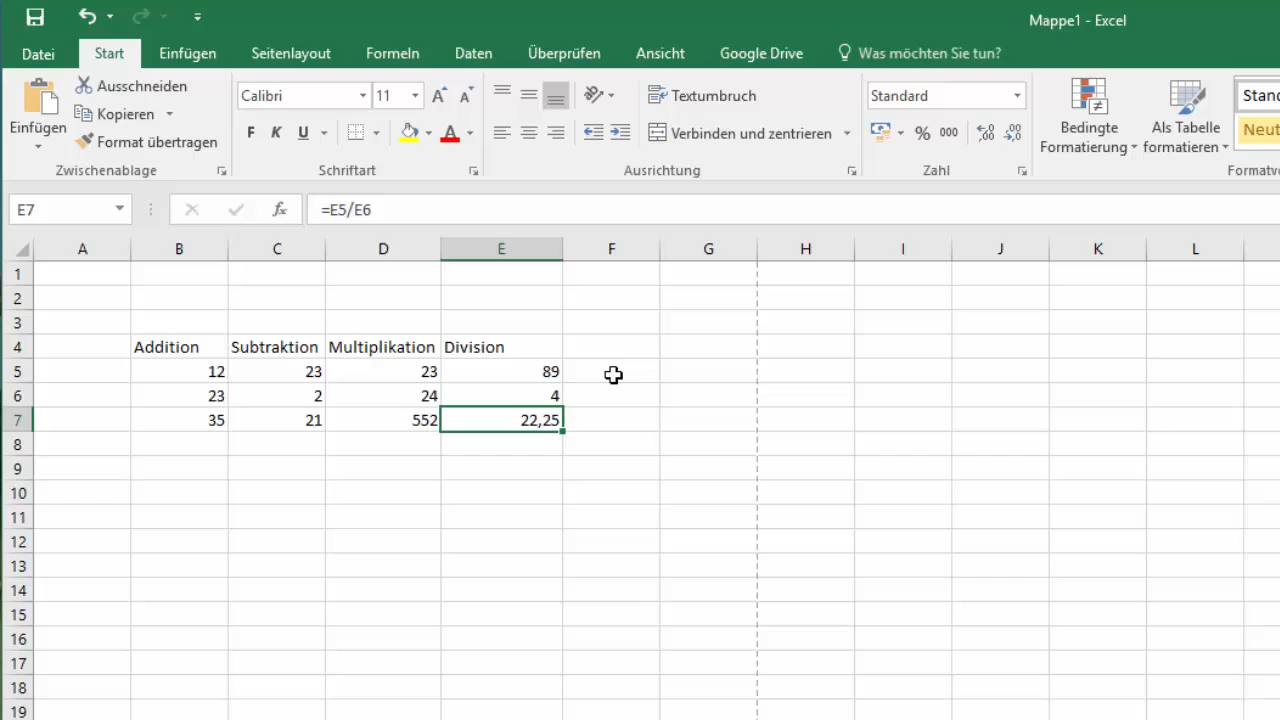 Mappe1 - Excel
Datei Start Einfügen Seitenlayout Formeln Daten Überprüfen Ansicht Google Drive Was möchten Sie tun?
Einfügen
Ausschneiden
Kopieren
Format übertragen
Zwischenablage
Calibri 11
F K U
Schriftart
Textumbruch
Verbinden und zentrieren
Ausrichtung
Standard
% 000
Zahl
Bedingte
Formatierung
Als Tabelle
formatieren
Stand
Neut
Formatv
E7 fx =E5/E6
A B C D E F G H I J K L
1
2
3
4 Addition Subtraktion Multiplikation Division
5 12 23 23 89
6 23 2 24 4
7 35 21 552 22,25
8
9
10
11
12
13
14
15
16
17
18
19